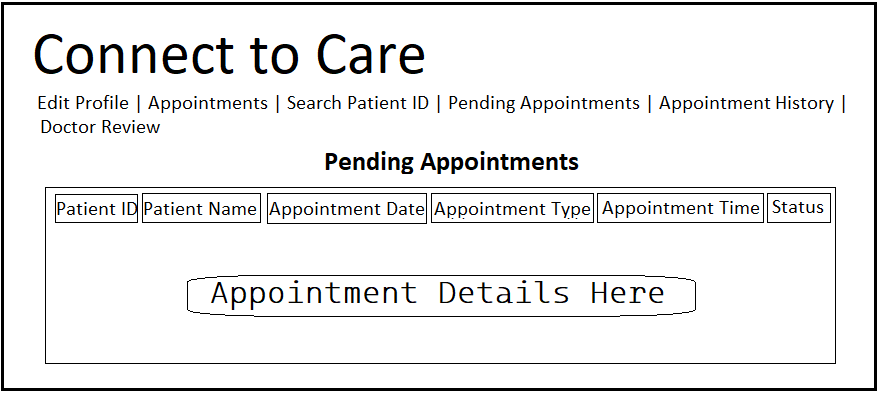 Connect to Care
Edit Profile | Appointments | Search Patient ID | Pending Appointments | Appointment History |
Doctor Review
Pending Appointments
Patient ID Patient Name Appointment Date Appointment Type Appointment Time Status
Appointment Details Here